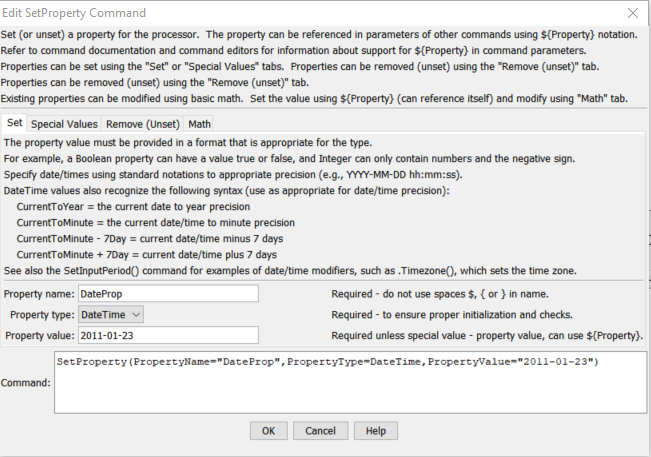 Edit SetProperty Command
Set (or unset) a property for the processor.  The property can be referenced in parameters of other commands using ${Property} notation.
Refer to command documentation and command editors for information about support for ${Property} in command parameters.
Properties can be set using the "Set" or "Special Values" tabs.  Properties can be removed (unset) using the "Remove (unset)" tab.
Properties can be removed (unset) using the "Remove (unset)" tab.
Existing properties can be modified using basic math.  Set the value using ${Property} (can reference itself) and modify using "Math" tab.
Set Special Values Remove (Unset) Math
The property value must be provided in a format that is appropriate for the type.
For example, a Boolean property can have a value true or false, and Integer can only contain numbers and the negative sign.
Specify date/times using standard notations to appropriate precision (e.g., YYYY-MM-DD hh:mm:ss).
DateTime values also recognize the following syntax (use as appropriate for date/time precision):
CurrentToYear = the current date to year precision
CurrentToMinute = the current date/time to minute precision
CurrentToMinute - 7Day = current date/time minus 7 days
CurrentToMinute + 7Day = current date/time plus 7 days
See also the SetInputPeriod() command for examples of date/time modifiers, such as .Timezone(), which sets the time zone.
Property name: DateProp Required - do not use spaces $, { or } in name.
Property type: DateTime Required - to ensure proper initialization and checks.
Property value: 2011-01-23 Required unless special value - property value, can use ${Property}.
Command: SetProperty(PropertyName="DateProp",PropertyType=DateTime,PropertyValue="2011-01-23")
OK Cancel Help